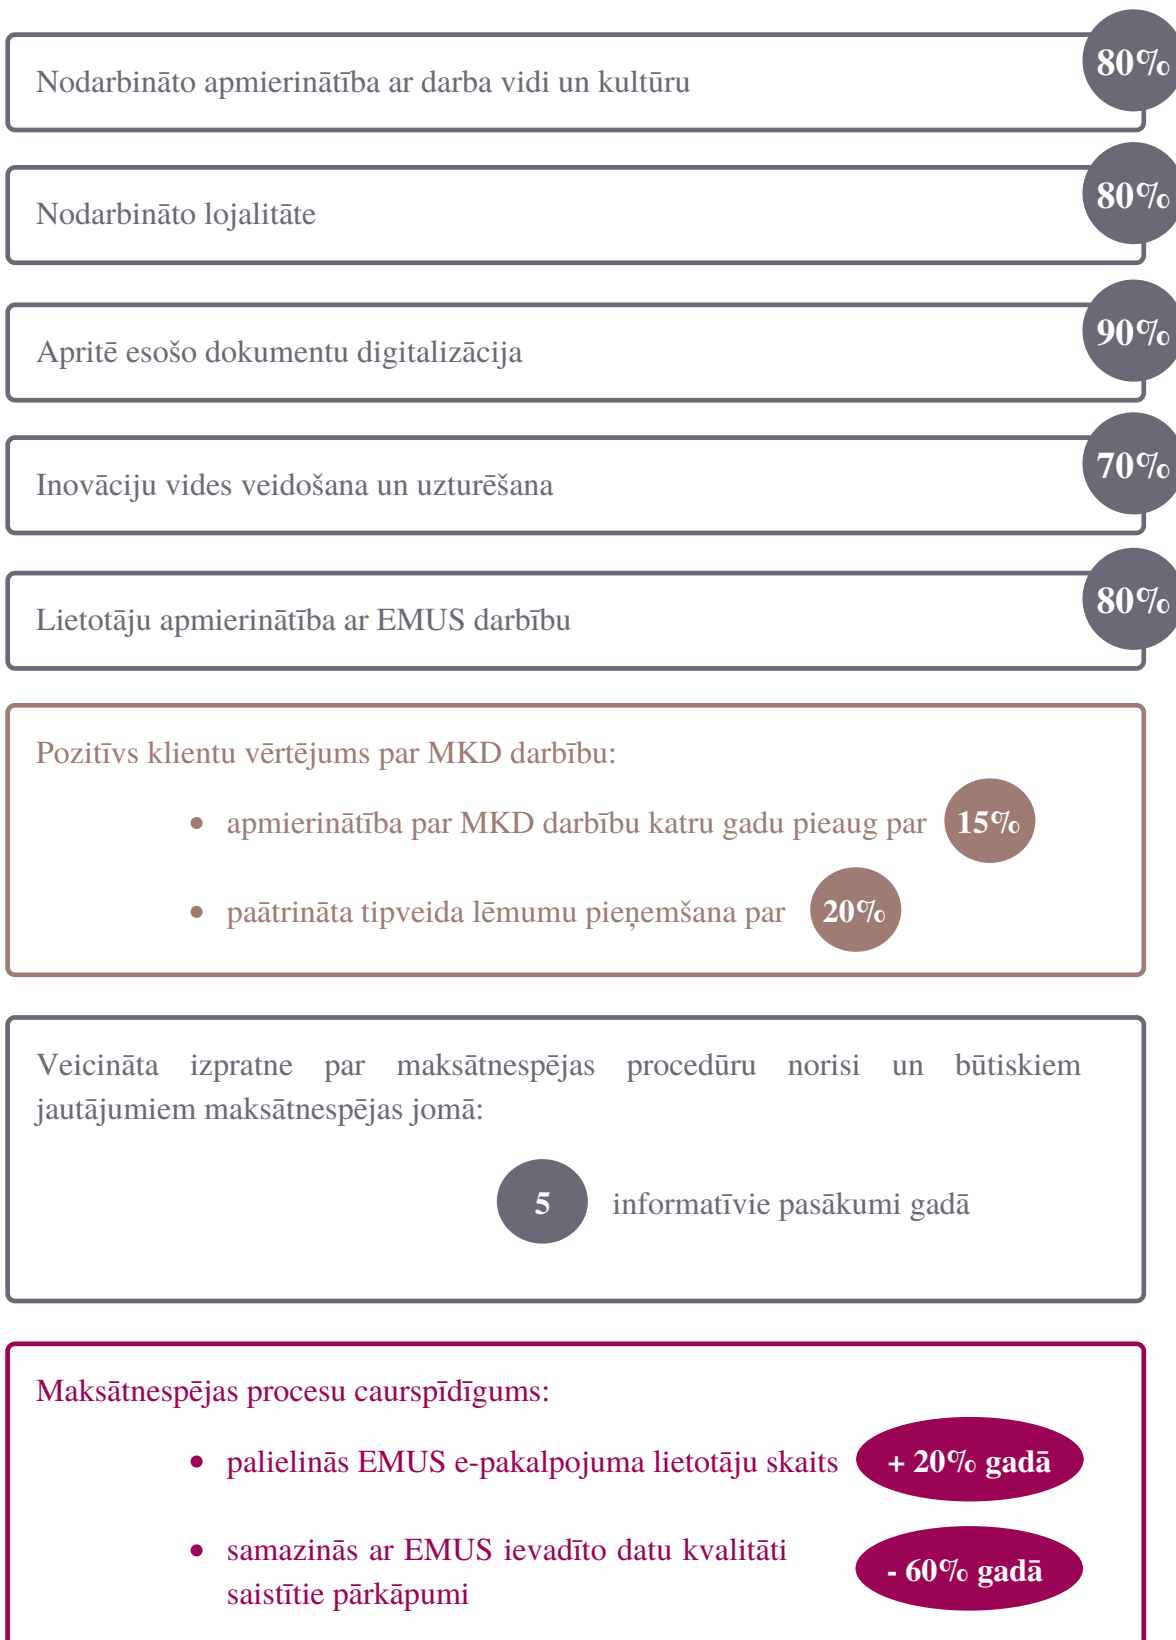 Nodarbināto apmierinātība ar darba vidi un kultūru 80%
Nodarbināto lojalitāte 80%
Apritē esošo dokumentu digitalizācija 90%
Inovāciju vides veidošana un uzturēšana 70%
Lietotāju apmierinātība ar EMUS darbību 80%
Pozitīvs klientu vērtējums par MKD darbību:
• apmierinātība par MKD darbību katru gadu pieaug par 15%
• paātrināta tipveida lēmumu pieņemšana par 20%
Veicināta izpratne par maksātnespējas procedūru norisi un būtiskiem
jautājumiem maksātnespējas jomā:
5 informatīvie pasākumi gadā
Maksātnespējas procesu caurspīdīgums:
• palielinās EMUS e-pakalpojuma lietotāju skaits + 20% gadā
• samazinās ar EMUS ievadīto datu kvalitāti
saistītie pārkāpumi - 60% gadā